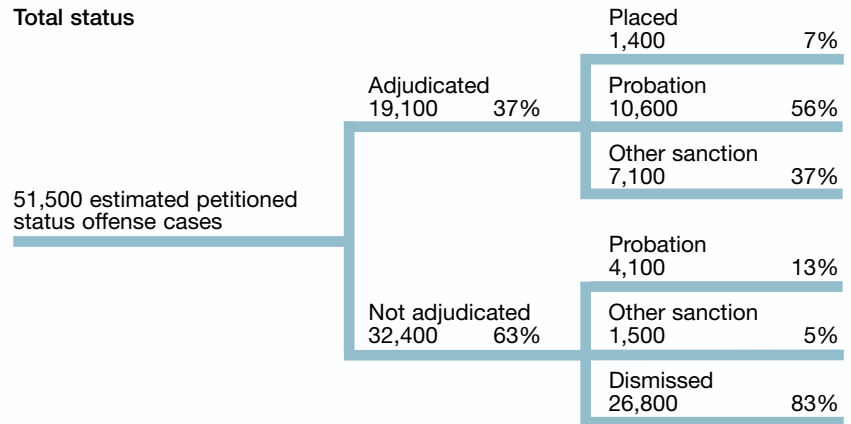 Total status
51,500 estimated petitioned
status offense cases
Adjudicated
19,100 37%
Placed
1,400 7%
Probation
10,600 56%
Other sanction
7,100 37%
Not adjudicated
32,400 63%
Probation
4,100 13%
Other sanction
1,500 5%
Dismissed
26,800 83%